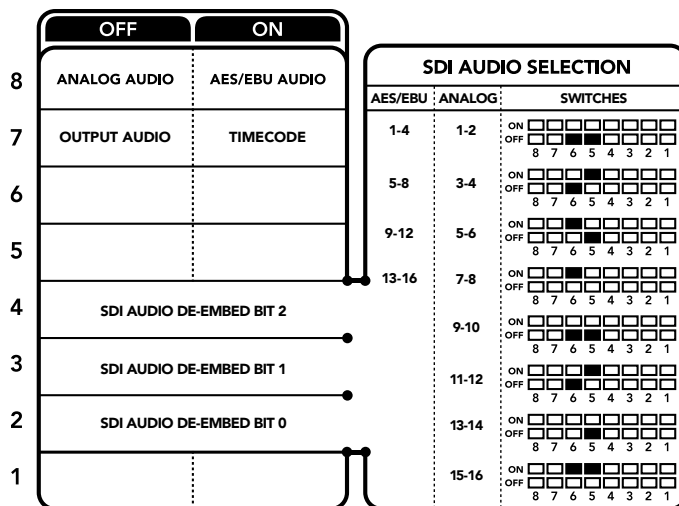 OFF ON
8 ANALOG AUDIO AES/EBU AUDIO
7 OUTPUT AUDIO TIMECODE
6
5
4 SDI AUDIO DE-EMBED BIT 2
3 SDI AUDIO DE-EMBED BIT 1
2 SDI AUDIO DE-EMBED BIT 0
1
SDI AUDIO SELECTION
AES/EBU ANALOG SWITCHES
1-4 1-2 ON
OFF
8 7 6 5 4 3 2 1
5-8 3-4 ON
OFF
8 7 6 5 4 3 2 1
9-12 5-6 ON
OFF
8 7 6 5 4 3 2 1
13-16 7-8 ON
OFF
8 7 6 5 4 3 2 1
9-10 ON
OFF
8 7 6 5 4 3 2 1
11-12 ON
OFF
8 7 6 5 4 3 2 1
13-14 ON
OFF
8 7 6 5 4 3 2 1
15-16 ON
OFF
8 7 6 5 4 3 2 1